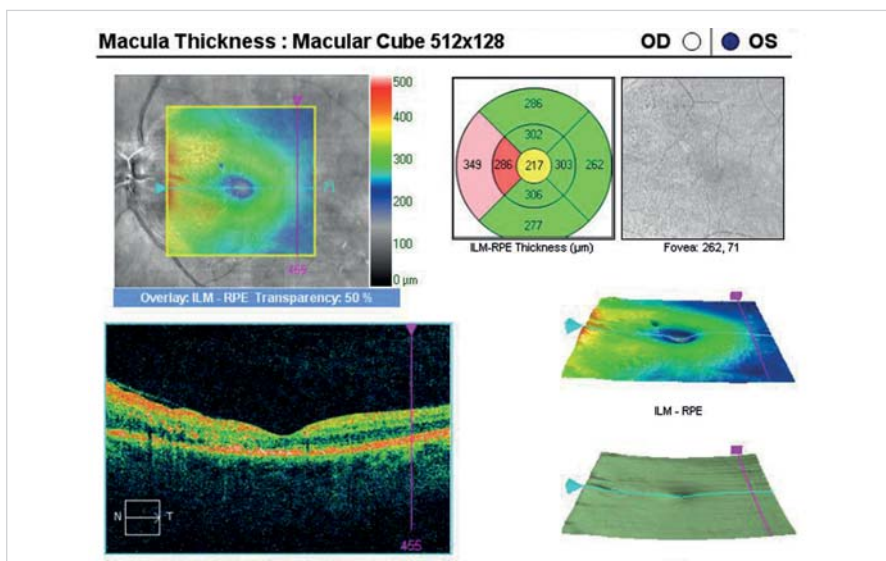 Macula Thickness : Macular Cube 512x128 OD OS
500
400
300
200
100
0 µm
455
Overlay: ILM - RPE Transparency: 50 %
286
302
349 286 217 303 262
306
277
ILM-RPE Thickness (µm)
Fovea: 262, 71
N T
455
ILM - RPE